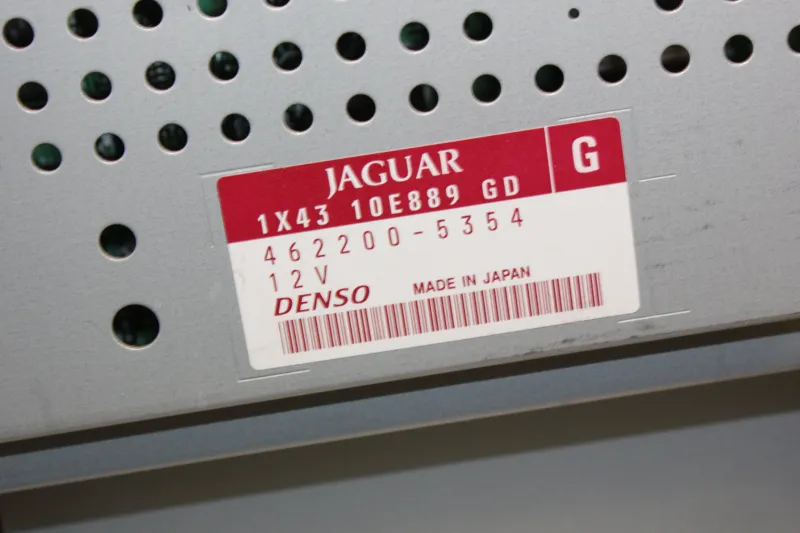 JAGUAR
G
1X43 10E889 GD
462200-5354
12V
DENSO MADE IN JAPAN